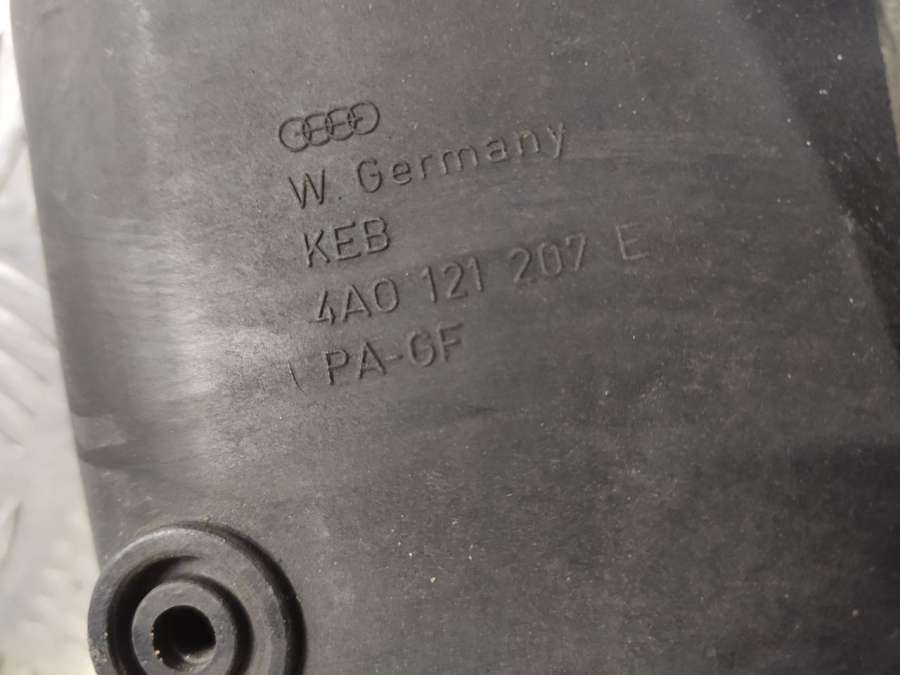 W. Germany
KEB
4A0 121 207 E
PA-GF